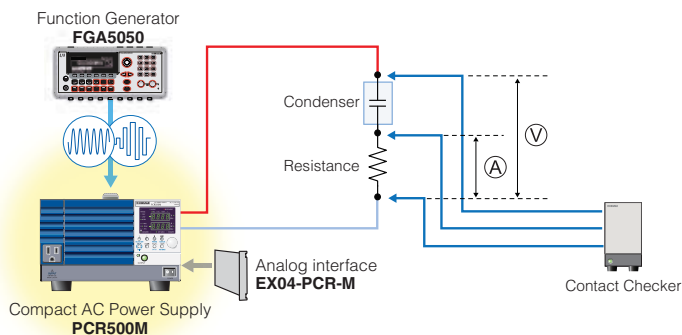 Function Generator
FGA5050
Condenser
V
Resistance
A
Analog interface
EX04-PCR-M
Contact Checker
Compact AC Power Supply
PCR500M